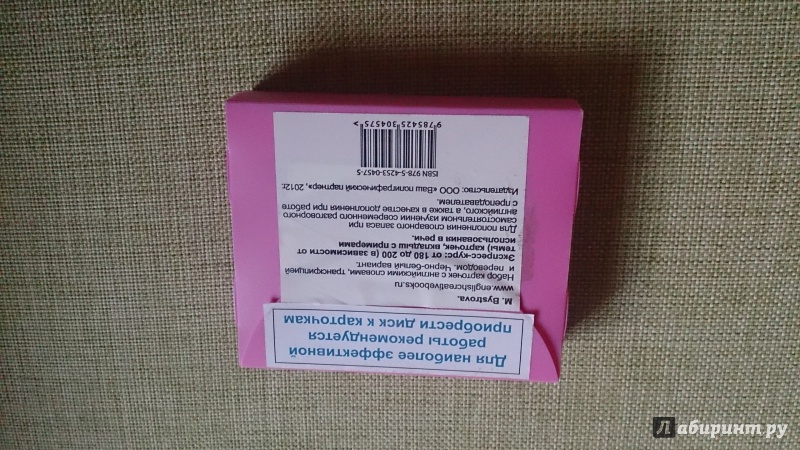 Для наиболее эффективной
работы рекомендуется
приобрести диск к карточкам
M. Bystrova.
www.englishcreativebooks.ru
Набор карточек с английскими словами, транскрипцией
и переводом. Черно-белый вариант.
Экспресс-курс: от 180 до 200 (в зависимости от
темы) карточек, вкладыш с примерами
использования в речи.
Для пополнения словарного запаса при
самостоятельном изучении современного разговорного
английского, а также в качестве дополнения при работе
с преподавателем.
Издательство: ООО «Ваш полиграфический партнер», 2012г.
ISBN 978-5-4253-0457-5
9 785425 304575 >
Лабиринт.ру